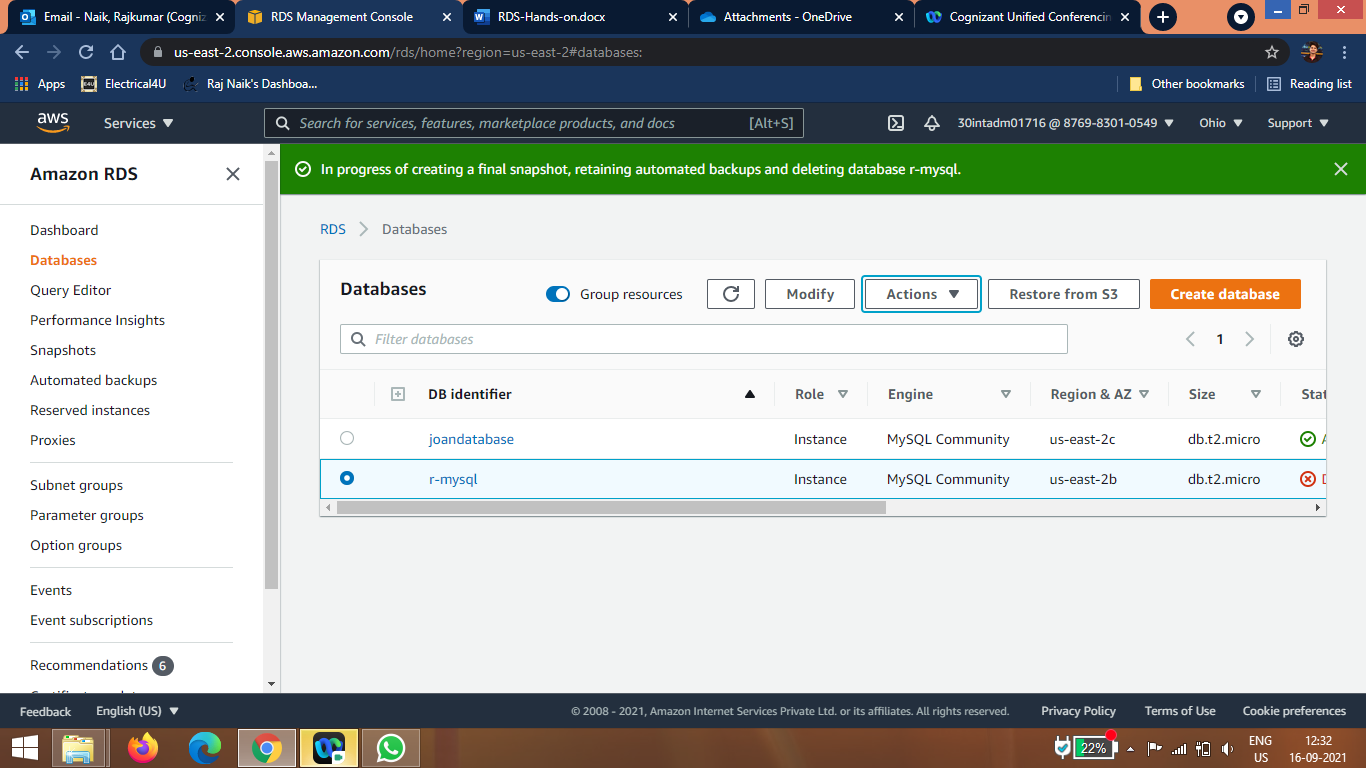 Email - Naik, Rajkumar (Cogniz
RDS Management Console
RDS-Hands-on.docx
Attachments - OneDrive
Cognizant Unified Conferencin
us-east-2.console.aws.amazon.com/rds/home?region=us-east-2#databases:
Apps
Electrical4U
Raj Naik's Dashboa...
Other bookmarks
Reading list
aws
Services
Search for services, features, marketplace products, and docs
[Alt+S]
30intadm01716 @ 8769-8301-0549
Ohio
Support
Amazon RDS
In progress of creating a final snapshot, retaining automated backups and deleting database r-mysql.
Dashboard
Databases
Query Editor
Performance Insights
Snapshots
Automated backups
Reserved instances
Proxies
Subnet groups
Parameter groups
Option groups
Events
Event subscriptions
Recommendations 6
RDS
Databases
Databases
Group resources
Modify
Actions
Restore from S3
Create database
Filter databases
1
DB identifier
Role
Engine
Region & AZ
Size
Stat
joandatabase
Instance
MySQL Community
us-east-2c
db.t2.micro
r-mysql
Instance
MySQL Community
us-east-2b
db.t2.micro
Feedback
English (US)
© 2008 - 2021, Amazon Internet Services Private Ltd. or its affiliates. All rights reserved.
Privacy Policy
Terms of Use
Cookie preferences
22%
ENG
US
12:32
16-09-2021